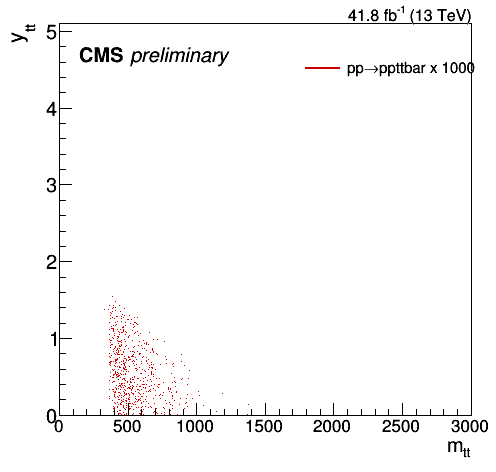 41.8 fb⁻¹ (13 TeV)
y_tt
CMS preliminary
pp→ppttbar x 1000
5
4
3
2
1
0
0 500 1000 1500 2000 2500 3000
m_tt